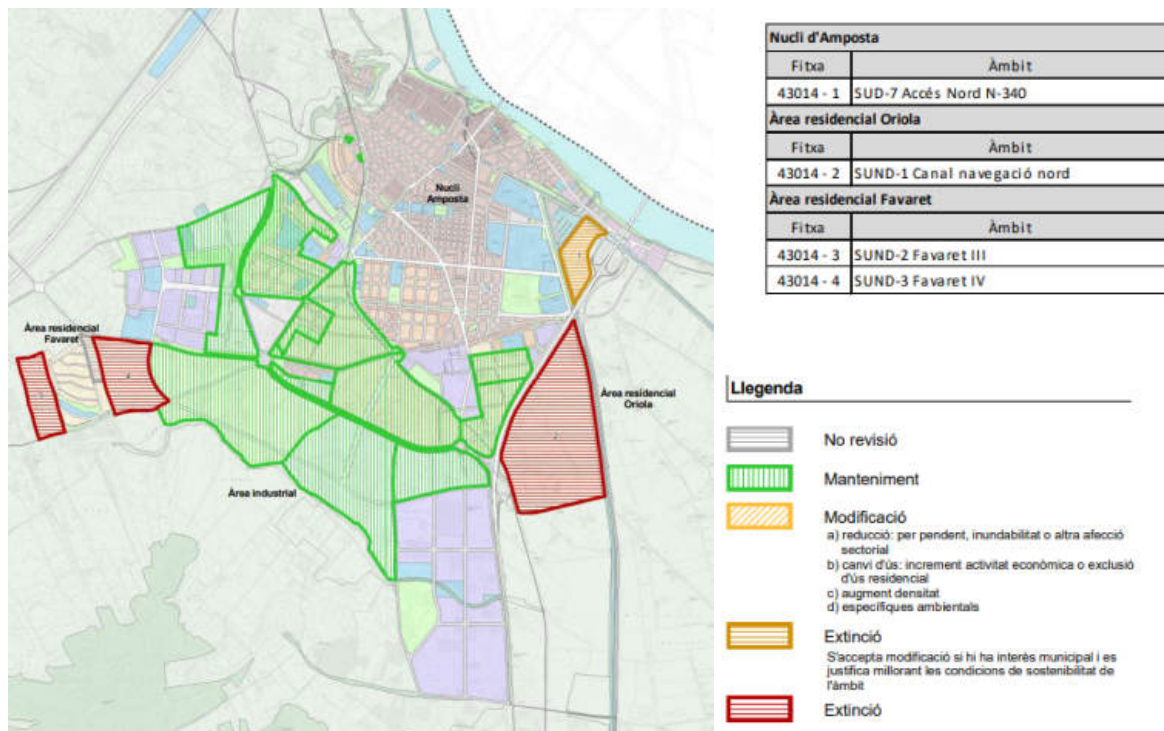 Nucli
Amposta
1
Àrea residencial
Favaret
4
Àrea residencial
Oriola
2
Àrea industrial
Nucli d'Amposta
Fitxa Àmbit
43014 - 1 SUD-7 Accés Nord N-340
Àrea residencial Oriola
Fitxa Àmbit
43014 - 2 SUND-1 Canal navegació nord
Àrea residencial Favaret
Fitxa Àmbit
43014 - 3 SUND-2 Favaret III
43014 - 4 SUND-3 Favaret IV
Llegenda
No revisió
Manteniment
Modificació
a) reducció: per pendent, inundabilitat o altra afecció
sectorial
b) canvi d'ús: increment activitat econòmica o exclusió
d'ús residencial
c) augment densitat
d) específiques ambientals
Extinció
S'accepta modificació si hi ha interès municipal i es
justifica millorant les condicions de sostenibilitat de
l'àmbit
Extinció